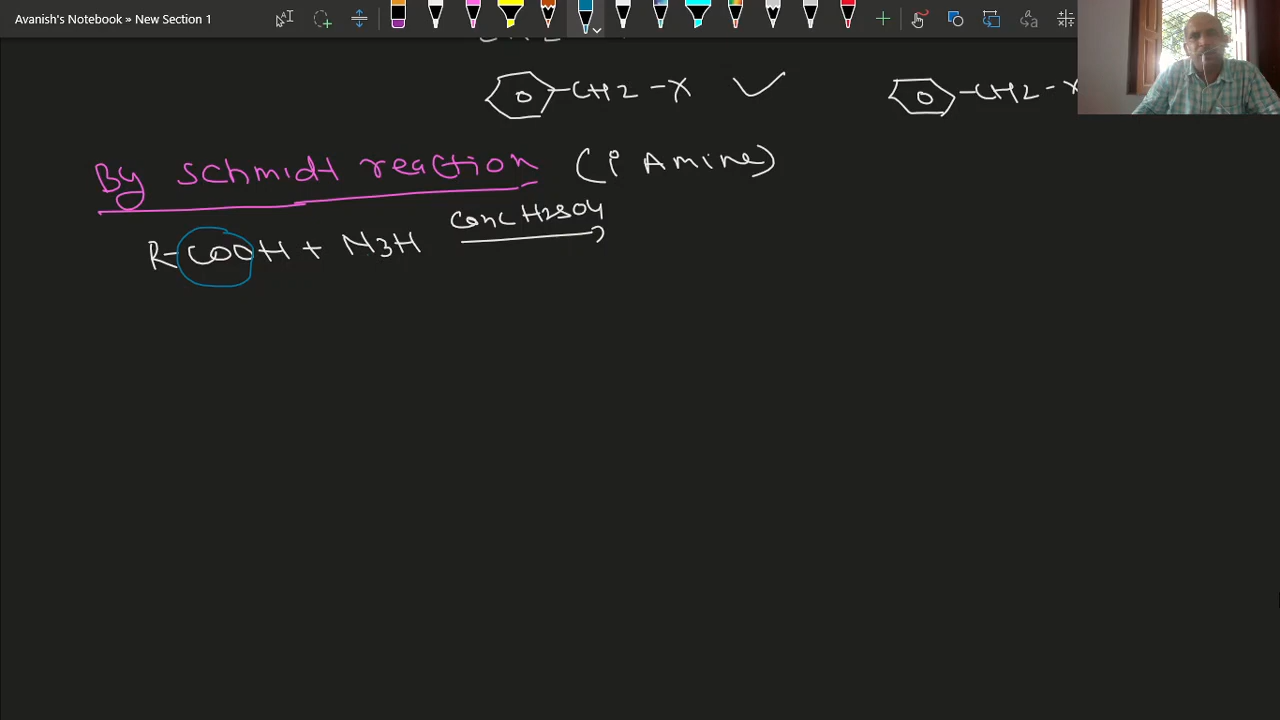 Avanish's Notebook » New Section 1
-CH2-X -CH2-X
By Schmidt reaction (1° Amine)
Conc H2SO4
R-COOH + N3H